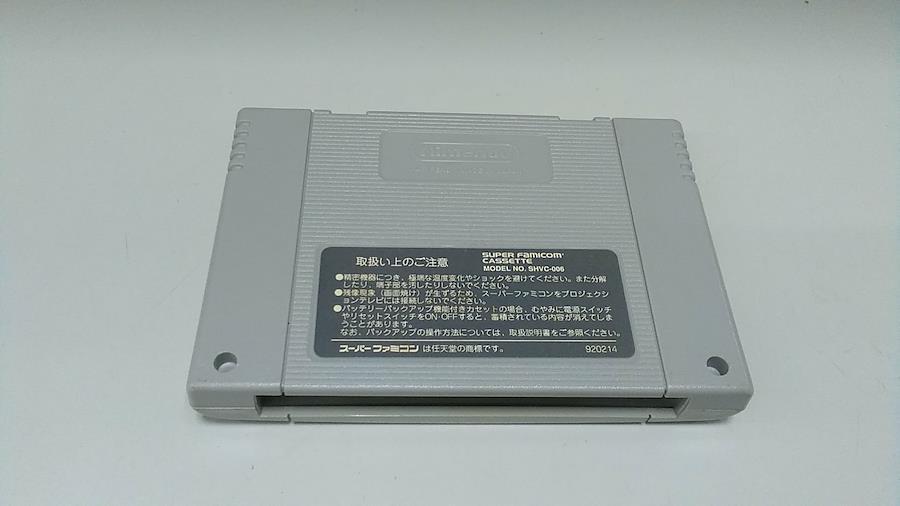 Nintendo
取扱い上のご注意
SUPER FAMICOM
CASSETTE
MODEL NO. SHVC-006
●精密機器につき、極端な温度変化やショックを避けてください。また分解
したり、端子部を汚したりしないでください。
●残像現象(画面焼け)が生ずるため、スーパーファミコンをプロジェクシ
ョンテレビには接続しないでください。
●バッテリーバックアップ機能付きカセットの場合、むやみに電源スイッチ
やリセットスイッチをON・OFFすると、蓄積されている内容が消えてしま
うことがあります。
なお、バックアップの操作方法については、取扱説明書をご参照ください。
スーパーファミコンは任天堂の商標です。
920214